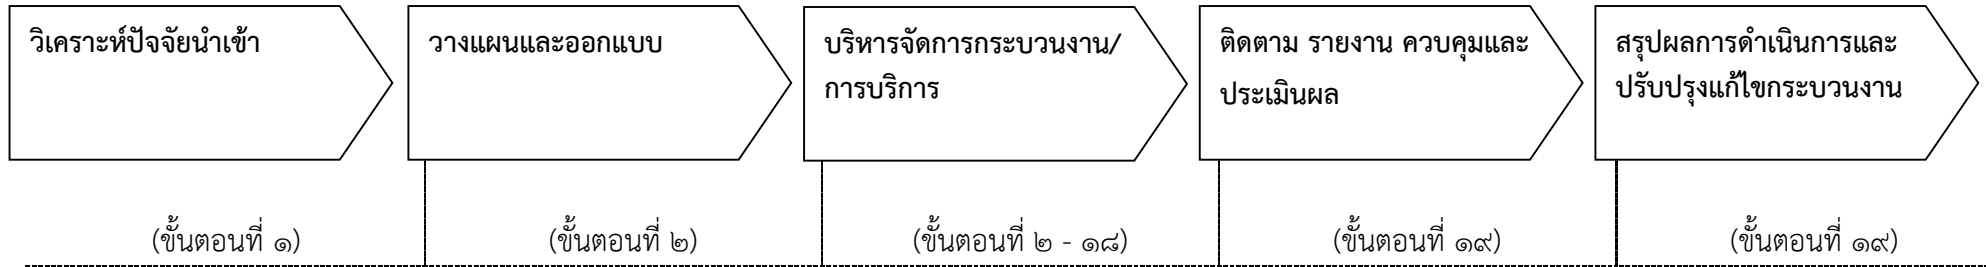 วิเคราะห์ปัจจัยนำเข้า
วางแผนและออกแบบ
บริหารจัดการกระบวนงาน/
การบริการ
ติดตาม รายงาน ควบคุมและ
ประเมินผล
สรุปผลการดำเนินการและ
ปรับปรุงแก้ไขกระบวนงาน
(ขั้นตอนที่ ๑)
(ขั้นตอนที่ ๒)
(ขั้นตอนที่ ๒ - ๑๘)
(ขั้นตอนที่ ๑๙)
(ขั้นตอนที่ ๑๙)